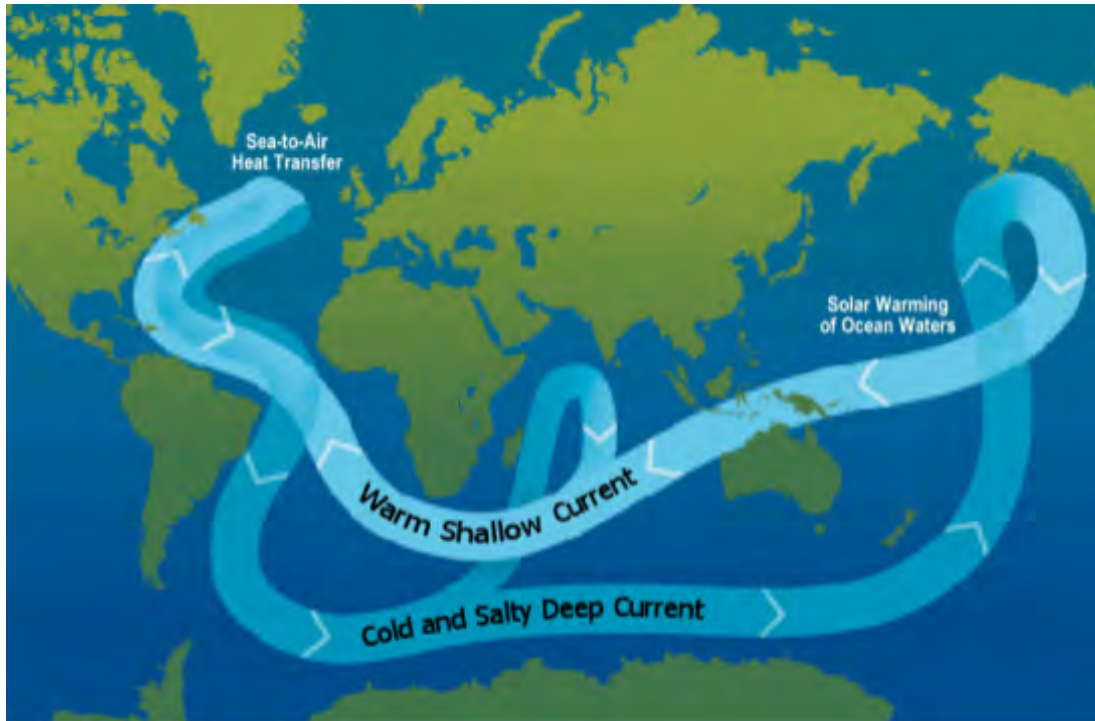 Sea-to-Air
Heat Transfer
Solar Warming
of Ocean Waters
Warm Shallow Current
Cold and Salty Deep Current